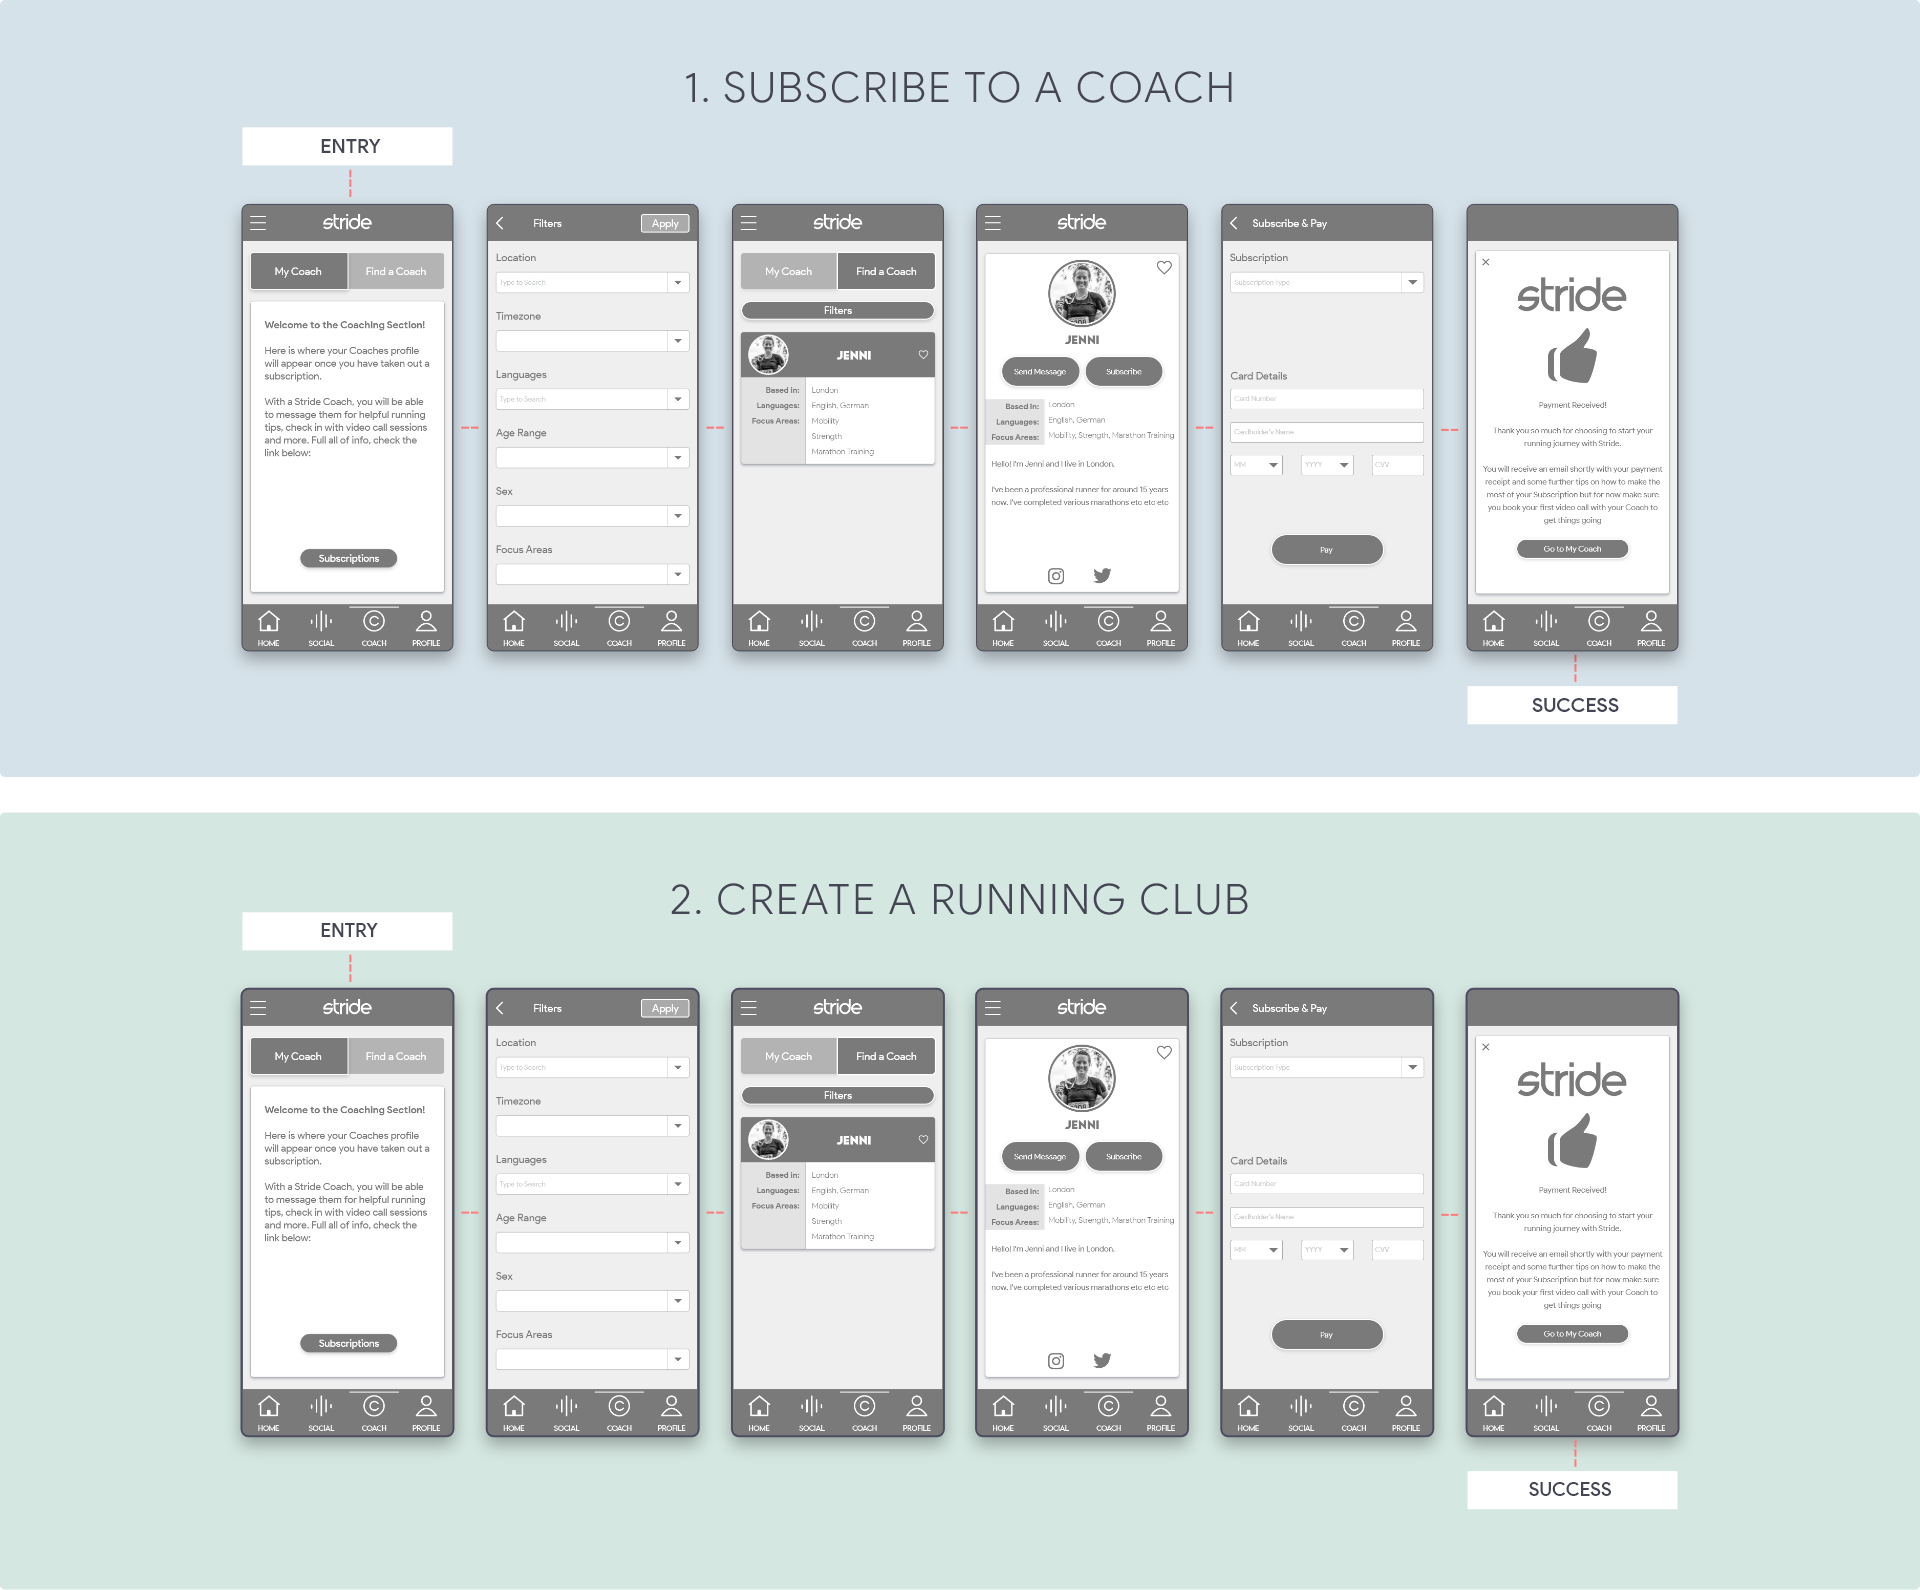 1. SUBSCRIBE TO A COACH
ENTRY
stride
My Coach
Find a Coach
Welcome to the Coaching Section!
Here is where your Coaches profile
will appear once you have taken out a
subscription.
With a Stride Coach, you will be able
to message them for helpful running
tips, check in with video call sessions
and more. Full all of info, check the
link below:
Subscriptions
HOME
SOCIAL
COACH
PROFILE
Filters
Apply
Location
Type to Search
Timezone
Languages
Type to Search
Age Range
Sex
Focus Areas
HOME
SOCIAL
COACH
PROFILE
stride
My Coach
Find a Coach
Filters
JENNI
Based in:
London
Languages:
English, German
Focus Areas:
Mobility
Strength
Marathon Training
HOME
SOCIAL
COACH
PROFILE
stride
JENNI
Send Message
Subscribe
Based In:
London
Languages:
English, German
Focus Areas:
Mobility, Strength, Marathon Training
Hello! I'm Jenni and I live in London.
I've been a professional runner for around 15 years
now. I've completed various marathons etc etc etc
HOME
SOCIAL
COACH
PROFILE
Subscribe & Pay
Subscription
Subscription Type
Card Details
Card Number
Cardholder's Name
MM
YYYY
CVV
Pay
HOME
SOCIAL
COACH
PROFILE
stride
Payment Received!
Thank you so much for choosing to start your
running journey with Stride.
You will receive an email shortly with your payment
receipt and some further tips on how to make the
most of your Subscription but for now make sure
you book your first video call with your Coach to
get things going
Go to My Coach
HOME
SOCIAL
COACH
PROFILE
SUCCESS
2. CREATE A RUNNING CLUB
ENTRY
stride
My Coach
Find a Coach
Welcome to the Coaching Section!
Here is where your Coaches profile
will appear once you have taken out a
subscription.
With a Stride Coach, you will be able
to message them for helpful running
tips, check in with video call sessions
and more. Full all of info, check the
link below:
Subscriptions
HOME
SOCIAL
COACH
PROFILE
Filters
Apply
Location
Type to Search
Timezone
Languages
Type to Search
Age Range
Sex
Focus Areas
HOME
SOCIAL
COACH
PROFILE
stride
My Coach
Find a Coach
Filters
JENNI
Based in:
London
Languages:
English, German
Focus Areas:
Mobility
Strength
Marathon Training
HOME
SOCIAL
COACH
PROFILE
stride
JENNI
Send Message
Subscribe
Based In:
London
Languages:
English, German
Focus Areas:
Mobility, Strength, Marathon Training
Hello! I'm Jenni and I live in London.
I've been a professional runner for around 15 years
now. I've completed various marathons etc etc etc
HOME
SOCIAL
COACH
PROFILE
Subscribe & Pay
Subscription
Subscription Type
Card Details
Card Number
Cardholder's Name
MM
YYYY
CVV
Pay
HOME
SOCIAL
COACH
PROFILE
stride
Payment Received!
Thank you so much for choosing to start your
running journey with Stride.
You will receive an email shortly with your payment
receipt and some further tips on how to make the
most of your Subscription but for now make sure
you book your first video call with your Coach to
get things going
Go to My Coach
HOME
SOCIAL
COACH
PROFILE
SUCCESS